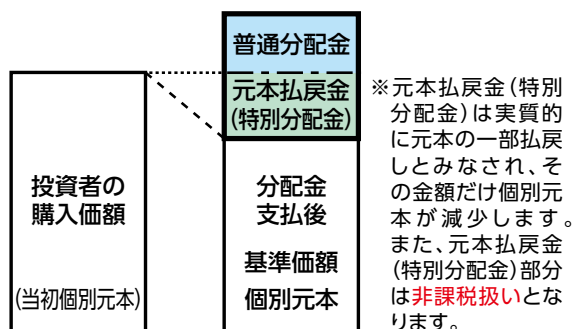 普通分配金
元本払戻金
(特別分配金)
投資者の
購入価額
(当初個別元本)
分配金
支払後
基準価額
個別元本
※元本払戻金(特別
分配金)は実質的
に元本の一部払戻
しとみなされ、そ
の金額だけ個別元
本が減少します。
また、元本払戻金
(特別分配金)部分
は非課税扱いとな
ります。